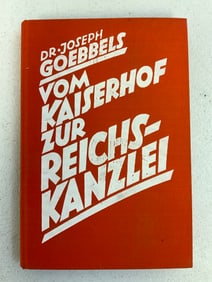 DR·JOSEPH
GOEBBELS
VOM
KAISERHOF
ZUR
REICHS-
KANZLEI